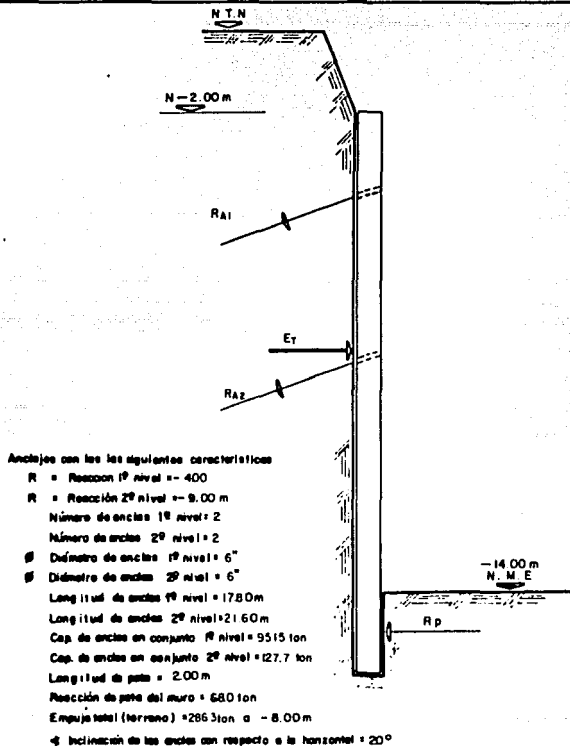 N T.N
N-2.00 m
RA1
ET
RA2
Anclajes con las las siguientes características
R = Reaccion 1º nivel =- 400
R = Reacción 2º nivel =- 9.00 m
Número de anclas 1º nivel = 2
Número de anclas 2º nivel = 2
Ø Diámetro de anclas 1º nivel = 6"
Ø Diámetro de anclas 2º nivel = 6"
Longitud de anclas 1º nivel = 17.80m
Longitud de anclas 2º nivel =21.60m
Cap. de anclas en conjunto 1º nivel = 95.15 ton
Cap. de anclas en conjunto 2º nivel =127.7 ton
Longitud de pata = 2.00m
Reacción de pata del muro = 68.0 ton
Empuje total (terreno) =286.3 ton a -8.00m
∢ Inclinación de las anclas con respecto a la horizontal = 20°
-14.00 m
N. M. E
Rp